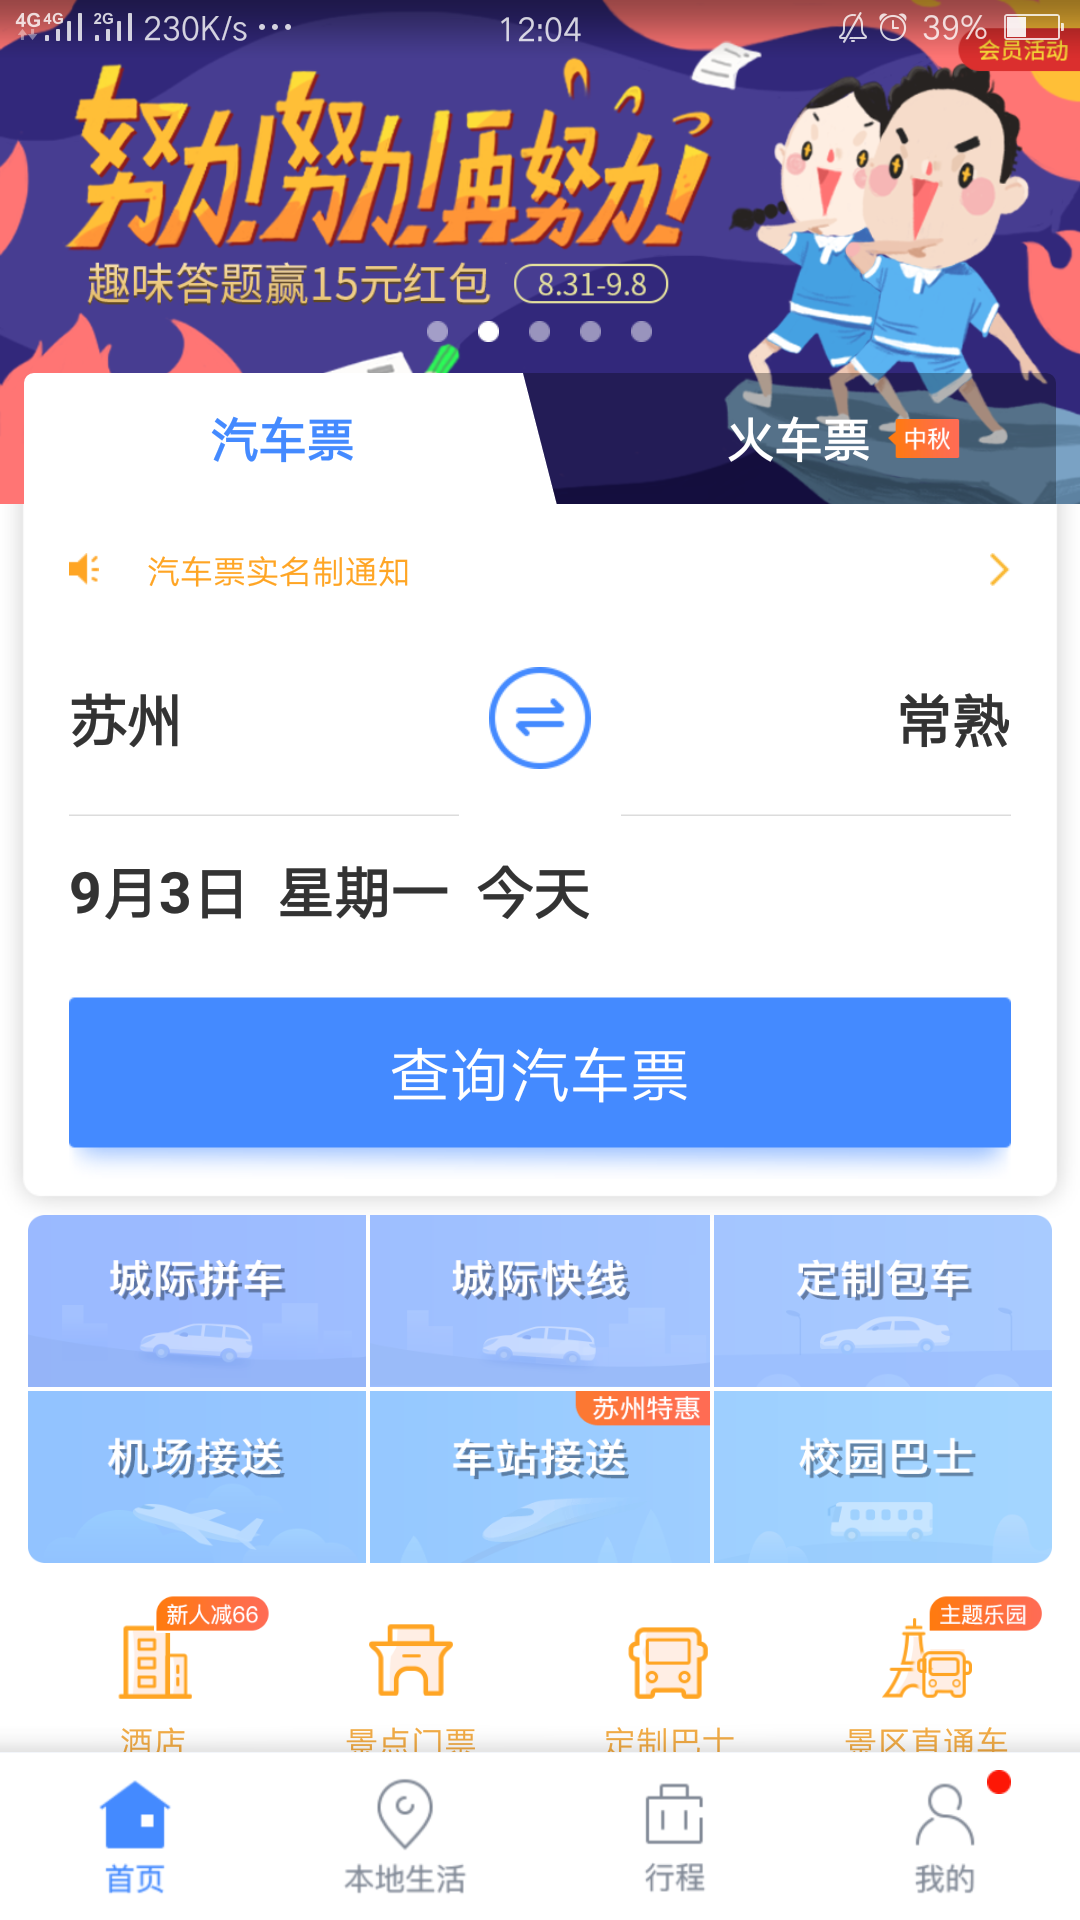 4G 4G 2G 230K/s ··· 12:04 39%
会员活动
努力!努力!再努力!
趣味答题赢15元红包 8.31-9.8
汽车票 火车票 中秋
汽车票实名制通知
苏州 常熟
9月3日 星期一 今天
查询汽车票
城际拼车 城际快线 定制包车
苏州特惠
机场接送 车站接送 校园巴士
新人减66 主题乐园
酒店 景点门票 定制巴士 景区直通车
首页 本地生活 行程 我的